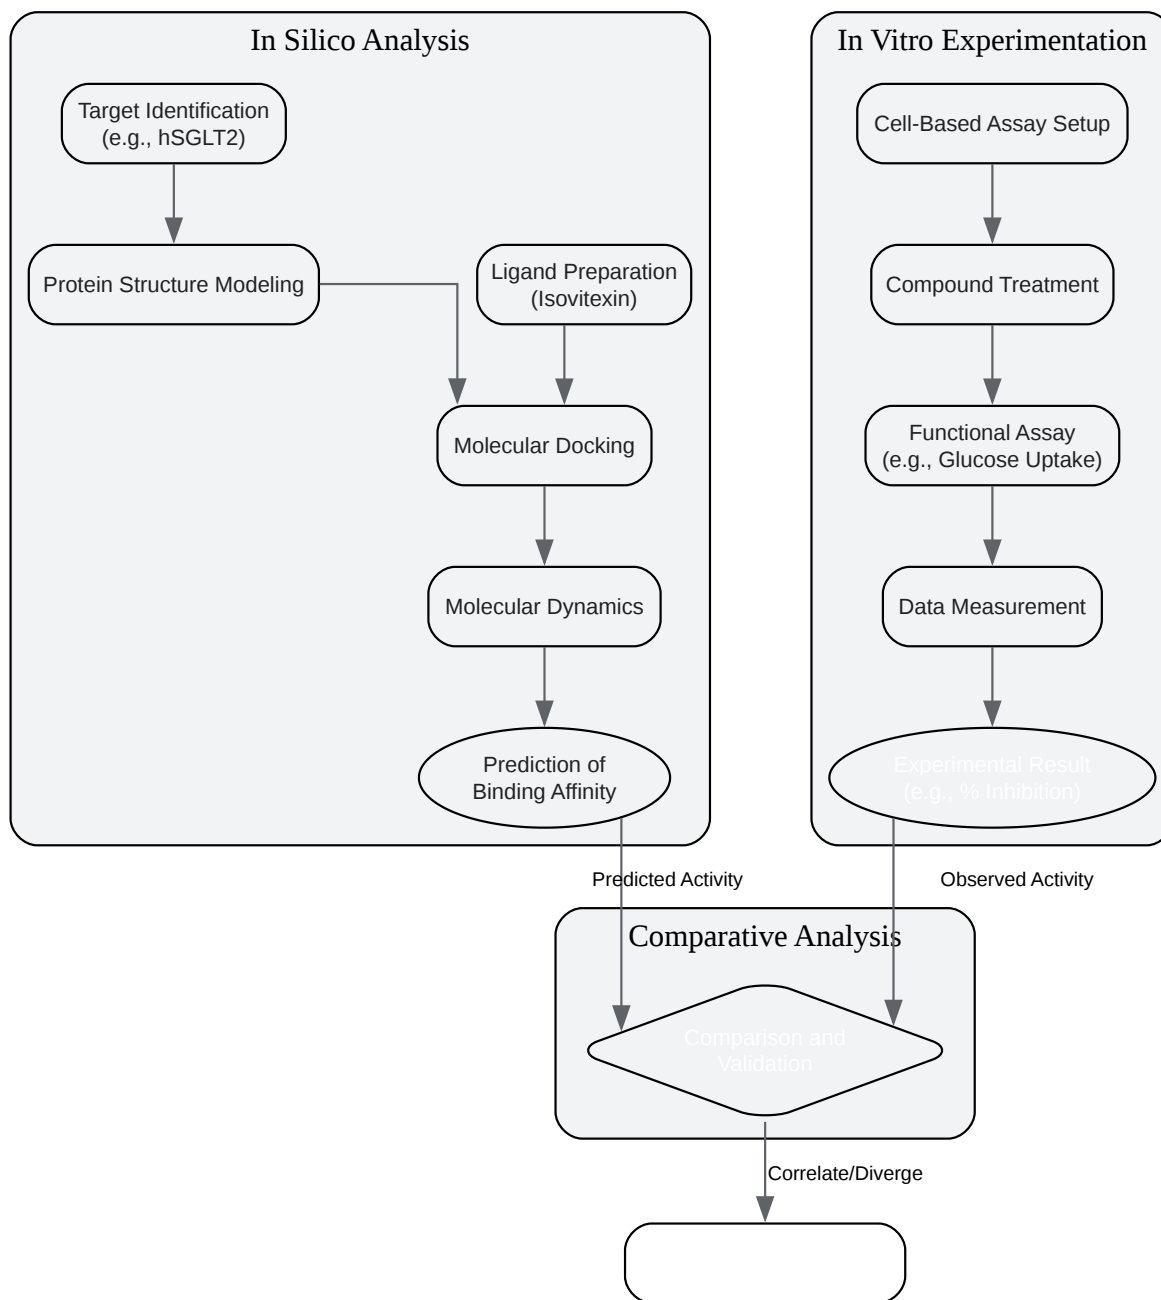 In Silico Analysis
Target Identification
(e.g., hSGLT2)
Protein Structure Modeling
Ligand Preparation
(Isovitexin)
Molecular Docking
Molecular Dynamics
Prediction of
Binding Affinity
In Vitro Experimentation
Cell-Based Assay Setup
Compound Treatment
Functional Assay
(e.g., Glucose Uptake)
Data Measurement
Experimental Result
(e.g., % Inhibition)
Predicted Activity
Observed Activity
Comparative Analysis
Comparison and
Validation
Correlate/Diverge